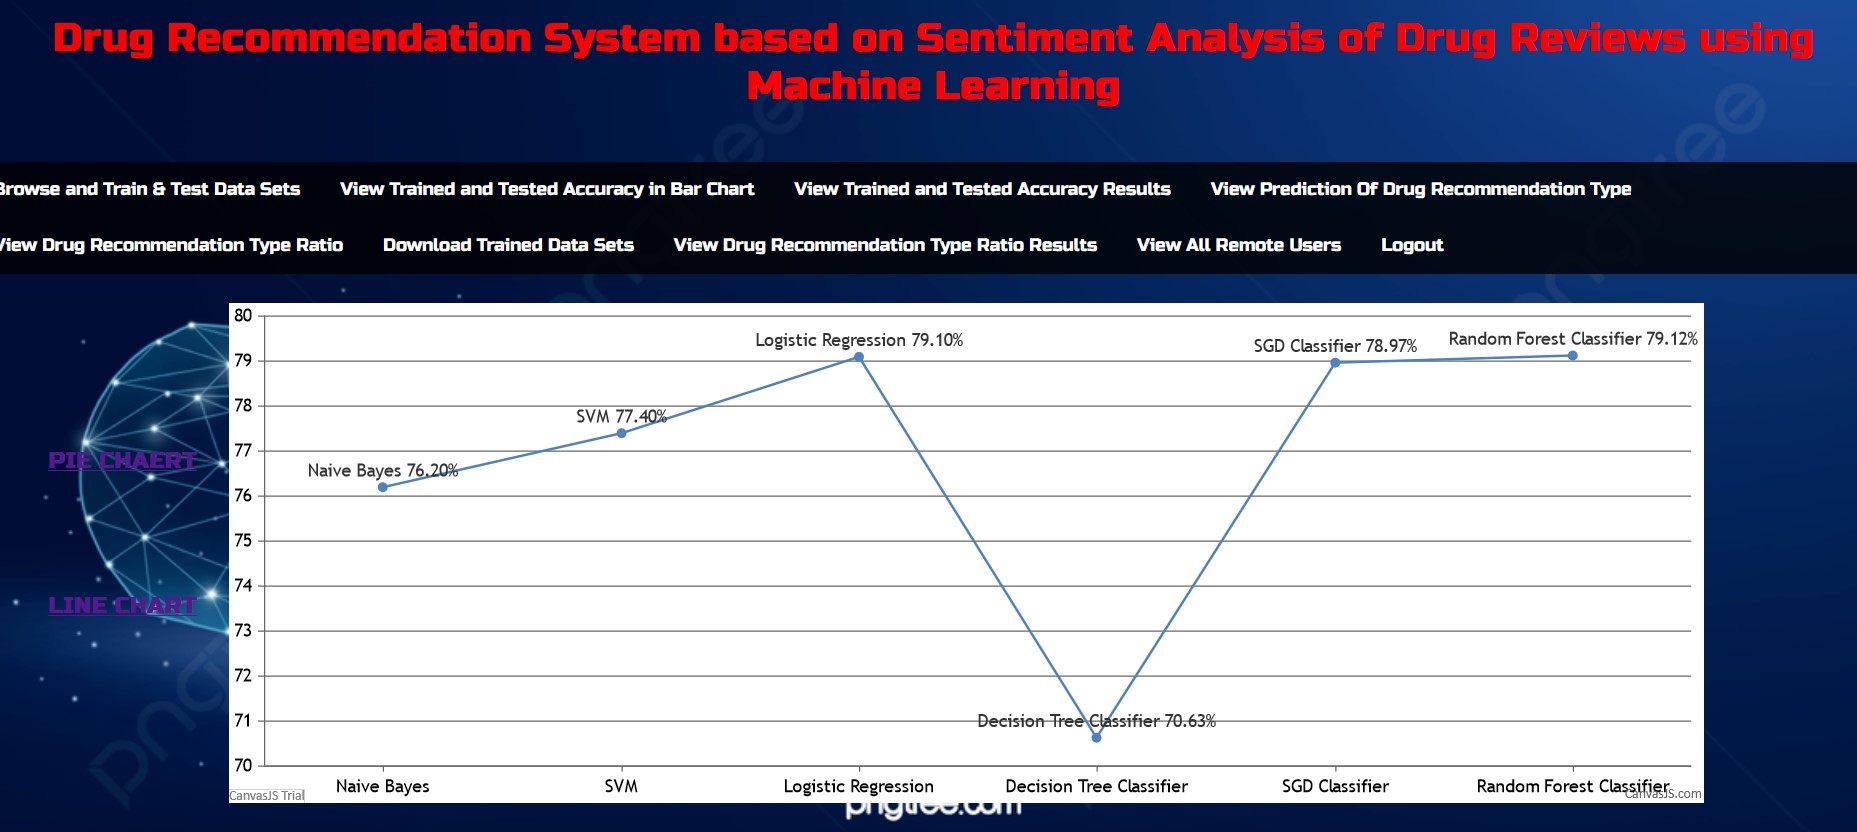 Drug Recommendation System based on Sentiment Analysis of Drug Reviews using
Machine Learning
Browse and Train & Test Data Sets View Trained and Tested Accuracy in Bar Chart View Trained and Tested Accuracy Results View Prediction Of Drug Recommendation Type
View Drug Recommendation Type Ratio Download Trained Data Sets View Drug Recommendation Type Ratio Results View All Remote Users Logout
PIE CHAERT
LINE CHART
80
79
78
77
76
75
74
73
72
71
70
Naive Bayes 76.20%
SVM 77.40%
Logistic Regression 79.10%
Decision Tree Classifier 70.63%
SGD Classifier 78.97%
Random Forest Classifier 79.12%
Naive Bayes SVM Logistic Regression Decision Tree Classifier SGD Classifier Random Forest Classifier
CanvasJS Trial
CanvasJS.com
pngtree.com
pngtree
pngtree